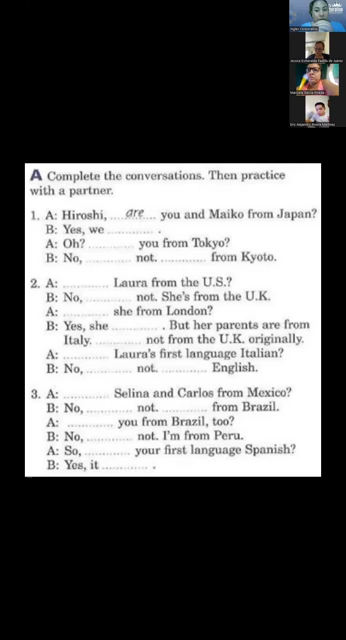 A Complete the conversations. Then practice
with a partner.
1. A: Hiroshi, ....are.... you and Maiko from Japan?
B: Yes, we ............. .
A: Oh? ............ you from Tokyo?
B: No, ............ not. ............ from Kyoto.
2. A: ............ Laura from the U.S.?
B: No, ............ not. She's from the U.K.
A: ............ she from London?
B: Yes, she ............ . But her parents are from
Italy. ............ not from the U.K. originally.
A: ............ Laura's first language Italian?
B: No, ............ not. ............ English.
3. A: ............ Selina and Carlos from Mexico?
B: No, ............ not. ............ from Brazil.
A: ............ you from Brazil, too?
B: No, ............ not. I'm from Peru.
A: So, ............ your first language Spanish?
B: Yes, it ............ .